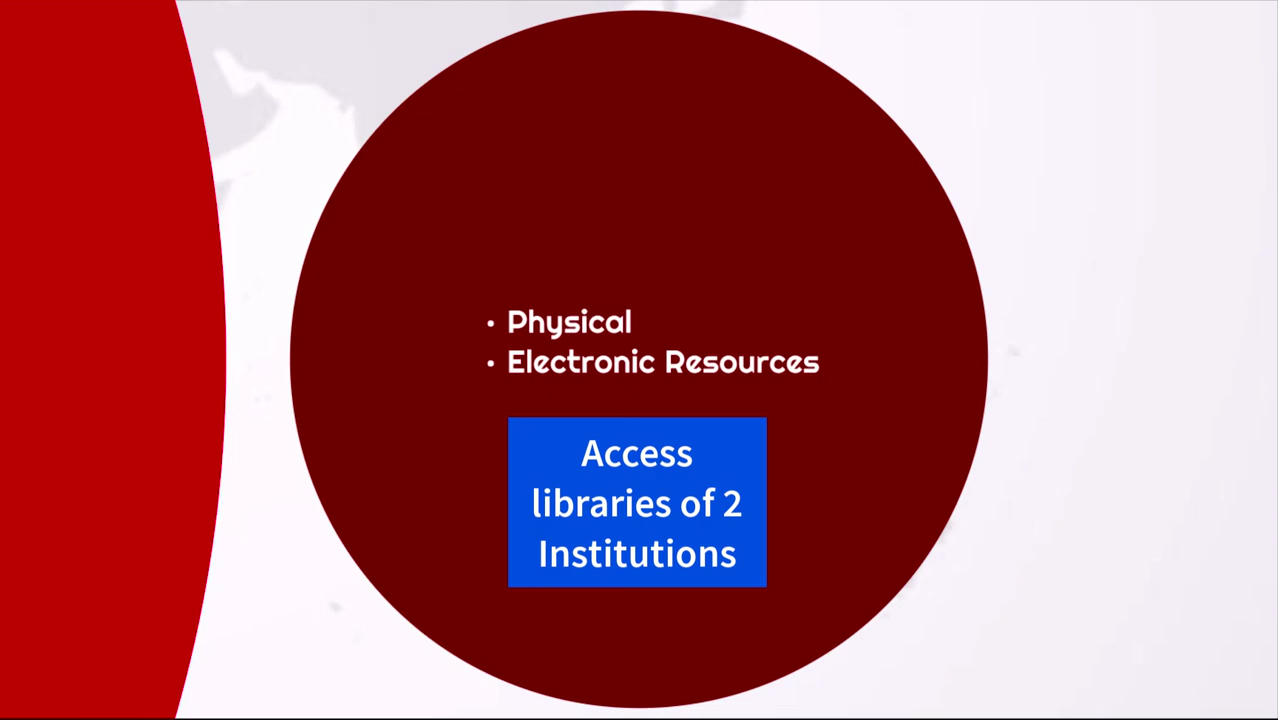 • Physical
• Electronic Resources
Access
libraries of 2
Institutions